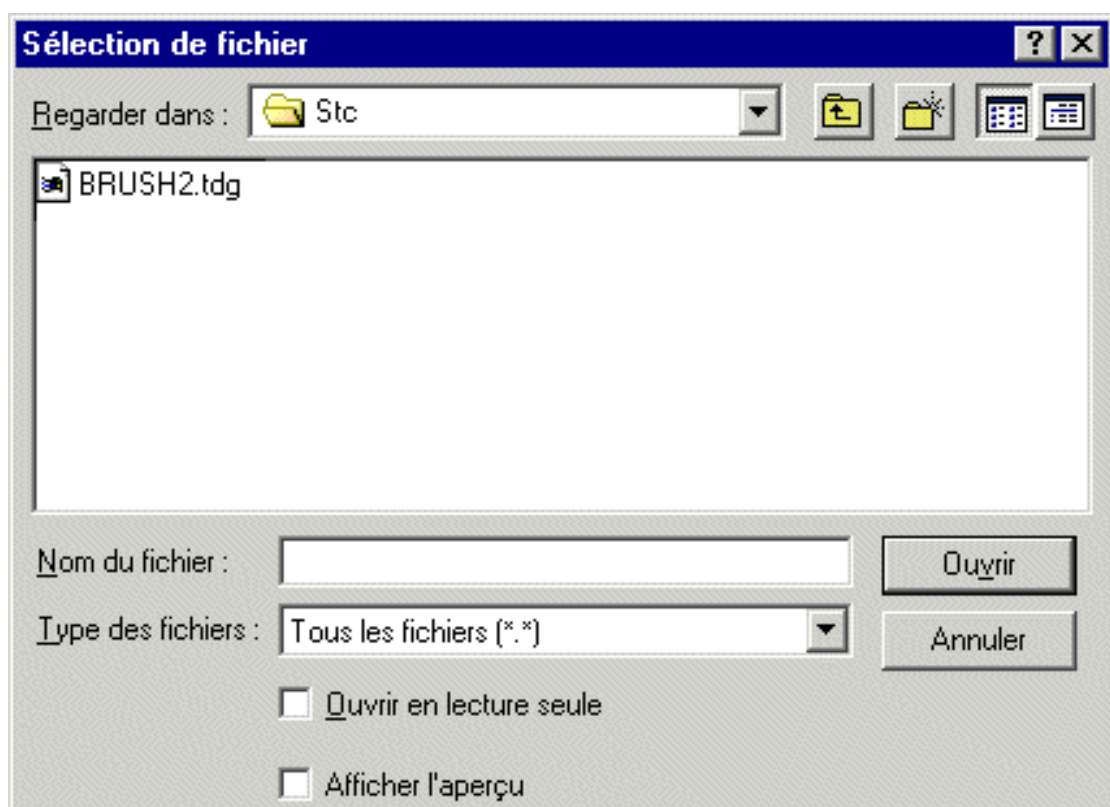 Sélection de fichier
Regarder dans : Stc
BRUSH2.tdg
Nom du fichier : Ouvrir
Type des fichiers : Tous les fichiers (*.*) Annuler
Ouvrir en lecture seule
Afficher l'aperçu